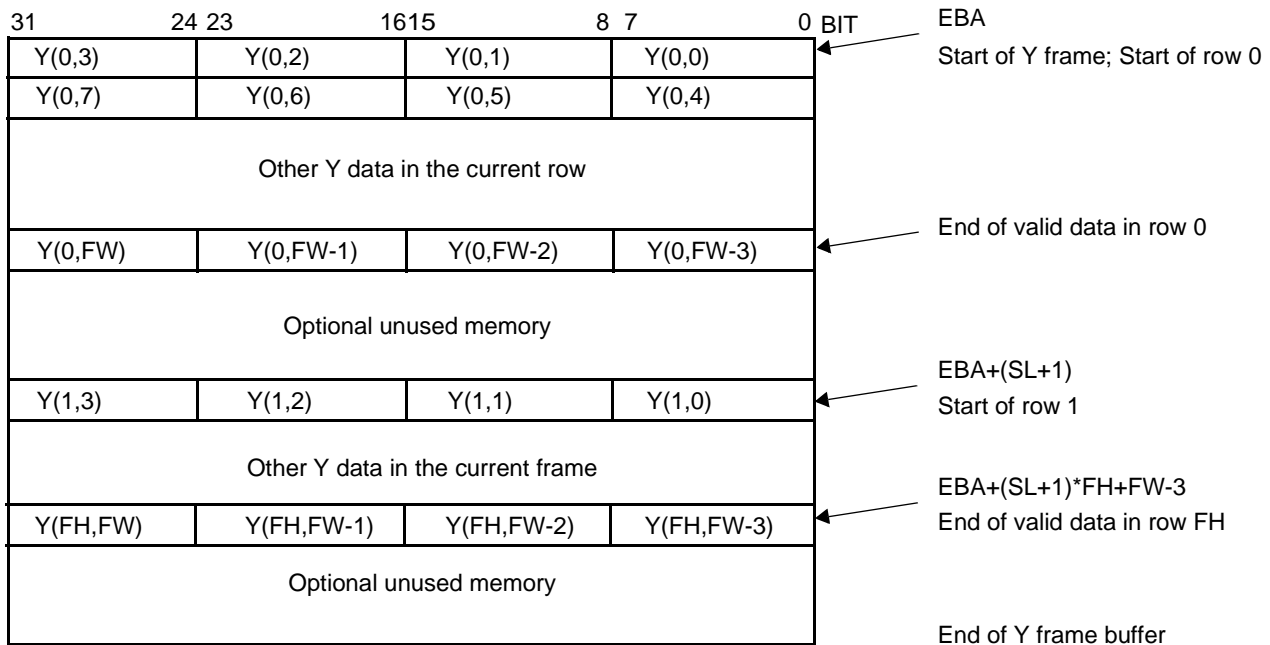 31 24 23 1615 8 7 0 BIT EBA
Y(0,3) Y(0,2) Y(0,1) Y(0,0) Start of Y frame; Start of row 0
Y(0,7) Y(0,6) Y(0,5) Y(0,4)
Other Y data in the current row
Y(0,FW) Y(0,FW-1) Y(0,FW-2) Y(0,FW-3) End of valid data in row 0
Optional unused memory
EBA+(SL+1)
Y(1,3) Y(1,2) Y(1,1) Y(1,0) Start of row 1
Other Y data in the current frame
EBA+(SL+1)*FH+FW-3
Y(FH,FW) Y(FH,FW-1) Y(FH,FW-2) Y(FH,FW-3) End of valid data in row FH
Optional unused memory
End of Y frame buffer